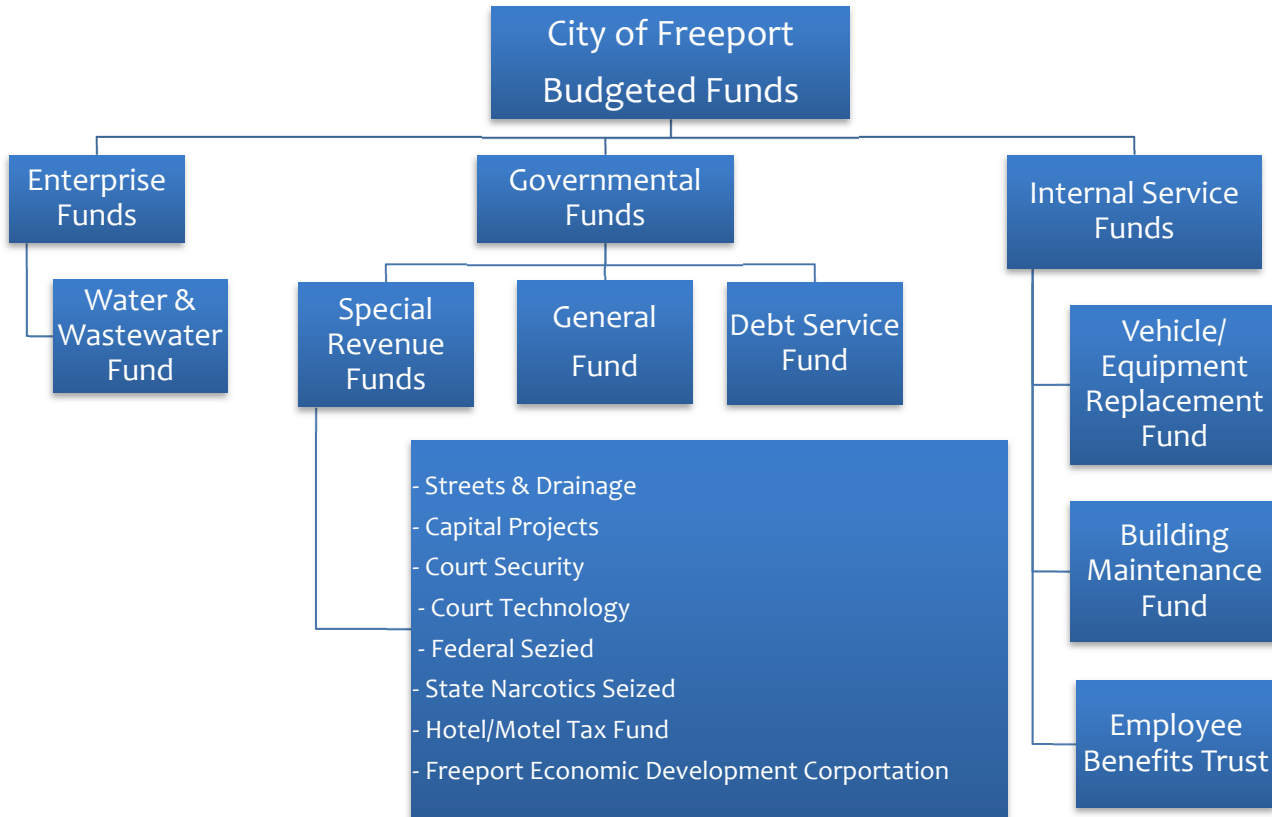 City of Freeport
Budgeted Funds
Enterprise
Funds
Water &
Wastewater
Fund
Governmental
Funds
Special
Revenue
Funds
- Streets & Drainage
- Capital Projects
- Court Security
- Court Technology
- Federal Sezied
- State Narcotics Seized
- Hotel/Motel Tax Fund
- Freeport Economic Development Corportation
General
Fund
Debt Service
Fund
Internal Service
Funds
Vehicle/
Equipment
Replacement
Fund
Building
Maintenance
Fund
Employee
Benefits Trust